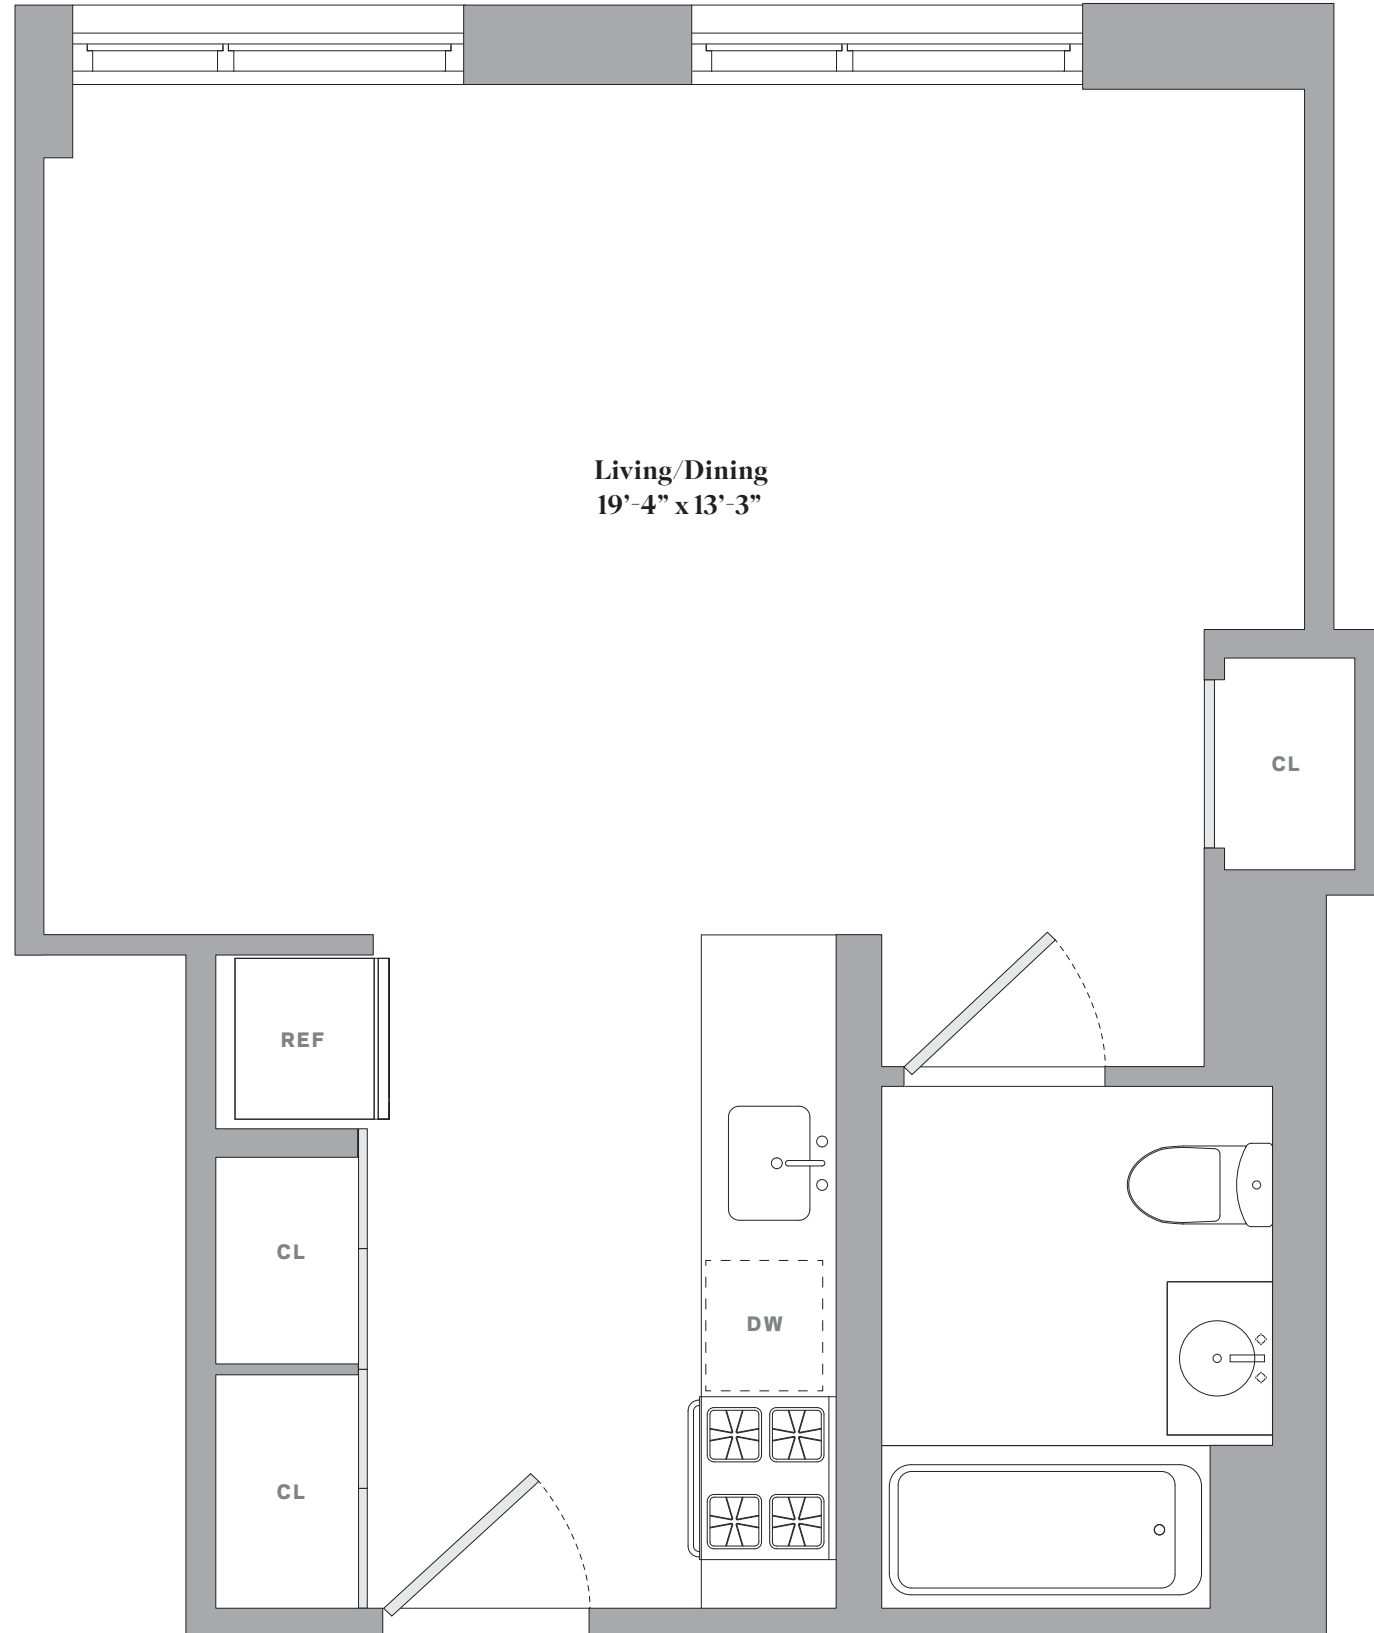 Living/Dining
19’-4” x 13’-3”
CL
REF
CL
DW
CL